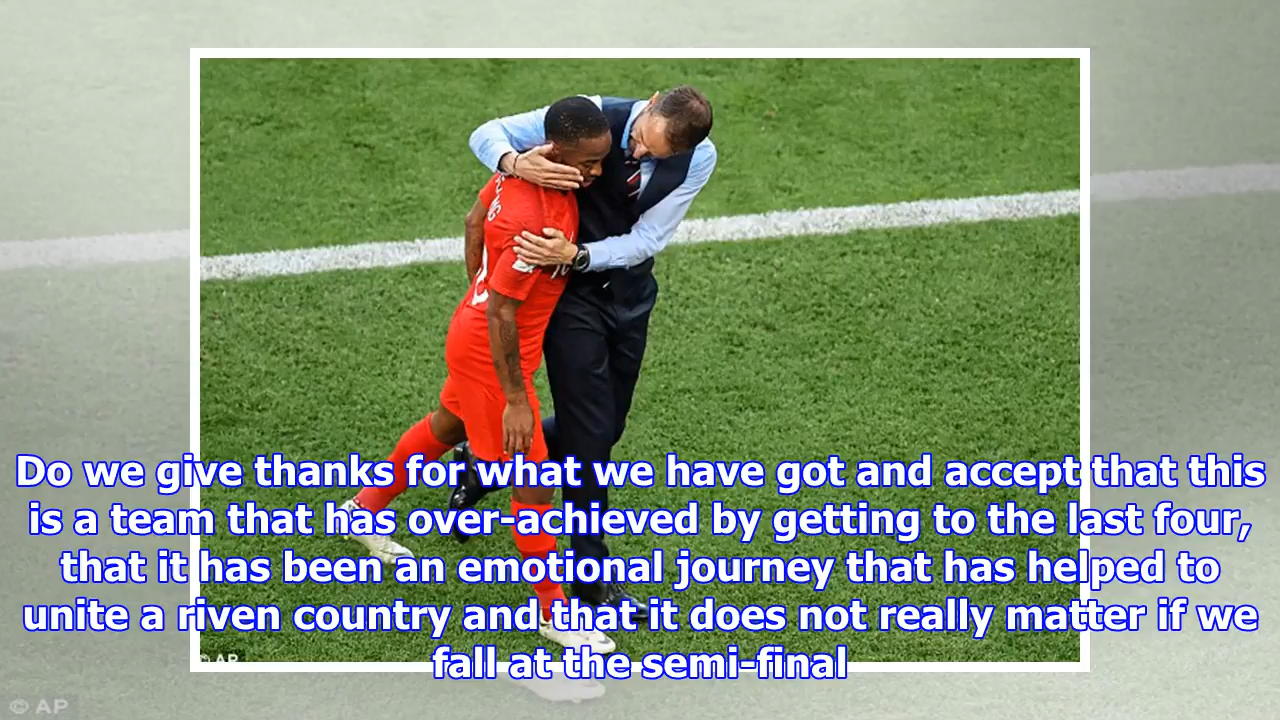 Do we give thanks for what we have got and accept that this
is a team that has over-achieved by getting to the last four,
that it has been an emotional journey that has helped to
unite a riven country and that it does not really matter if we
fall at the semi-final
© AP